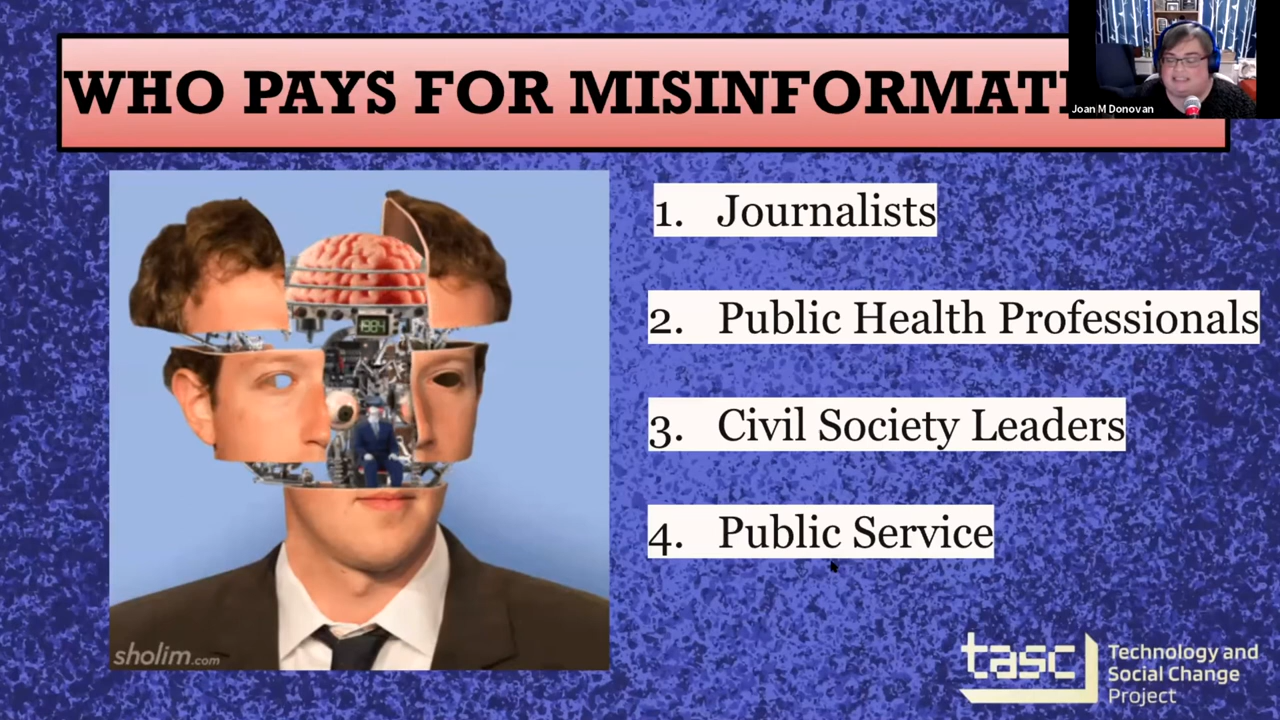 WHO PAYS FOR MISINFORMAT
Joan M Donovan
1. Journalists
2. Public Health Professionals
1984
3. Civil Society Leaders
4. Public Service
sholim.com
tasc
Technology and
Social Change
Project